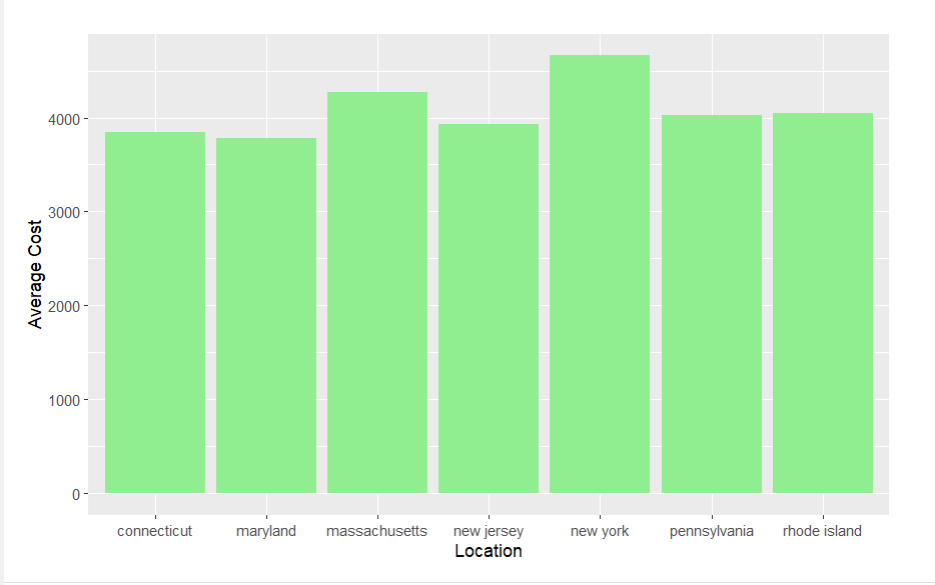 4000
3000
2000
1000
0
Average Cost
connecticut maryland massachusetts new jersey new york pennsylvania rhode island
Location